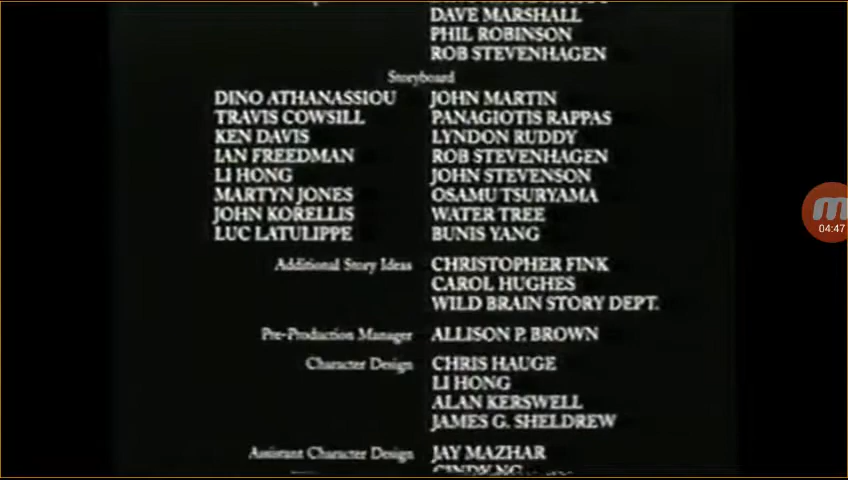 DAVE MARSHALL
PHIL ROBINSON
ROB STEVENHAGEN
Storyboard
DINO ATHANASSIOU JOHN MARTIN
TRAVIS COWSILL PANAGIOTIS RAPPAS
KEN DAVIS LYNDON RUDDY
IAN FREEDMAN ROB STEVENHAGEN
LI HONG JOHN STEVENSON
MARTYN JONES OSAMU TSURYAMA
JOHN KORELLIS WATER TREE
LUC LATULIPPE BUNIS YANG
Additional Story Ideas CHRISTOPHER FINK
CAROL HUGHES
WILD BRAIN STORY DEPT.
Pre-Production Manager ALLISON P. BROWN
Character Design CHRIS HAUGE
LI HONG
ALAN KERSWELL
JAMES G. SHELDREW
Assistant Character Design JAY MAZHAR
CINDY NG
04:47